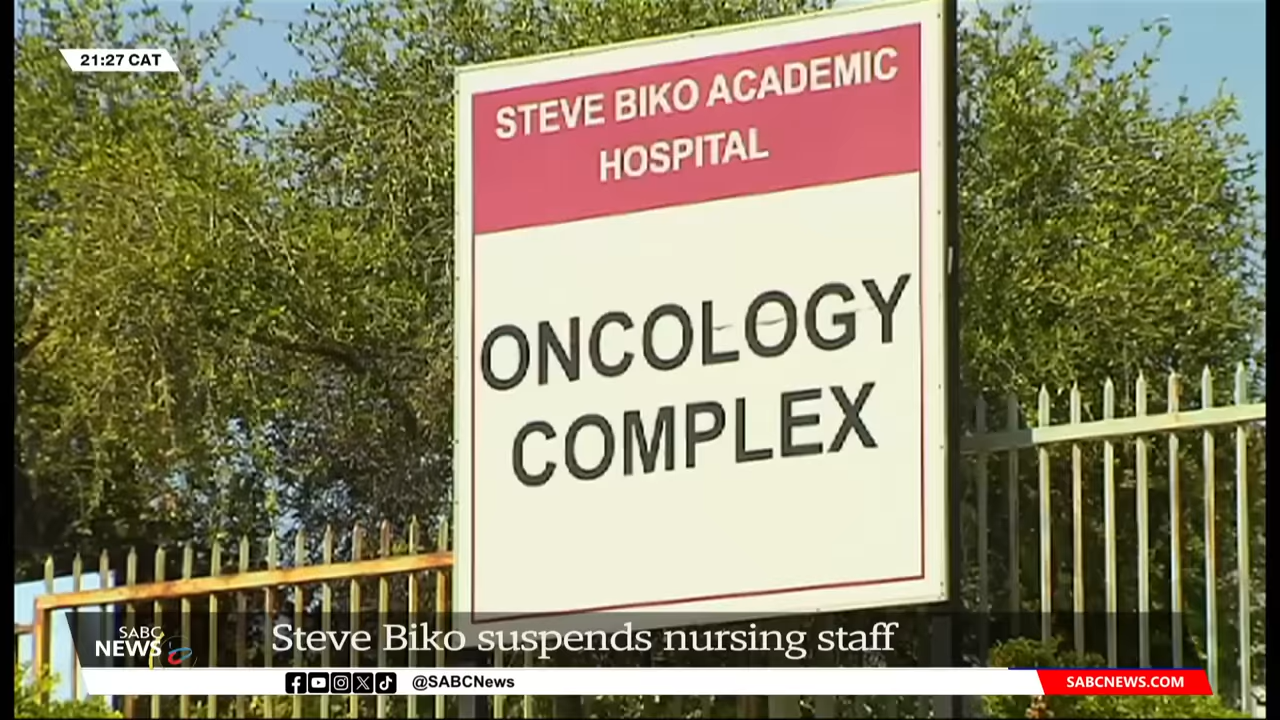 21:27 CAT
STEVE BIKO ACADEMIC
HOSPITAL
ONCOLOGY
COMPLEX
SABC
NEWS
Steve Biko suspends nursing staff
@SABCNews
SABCNEWS.COM